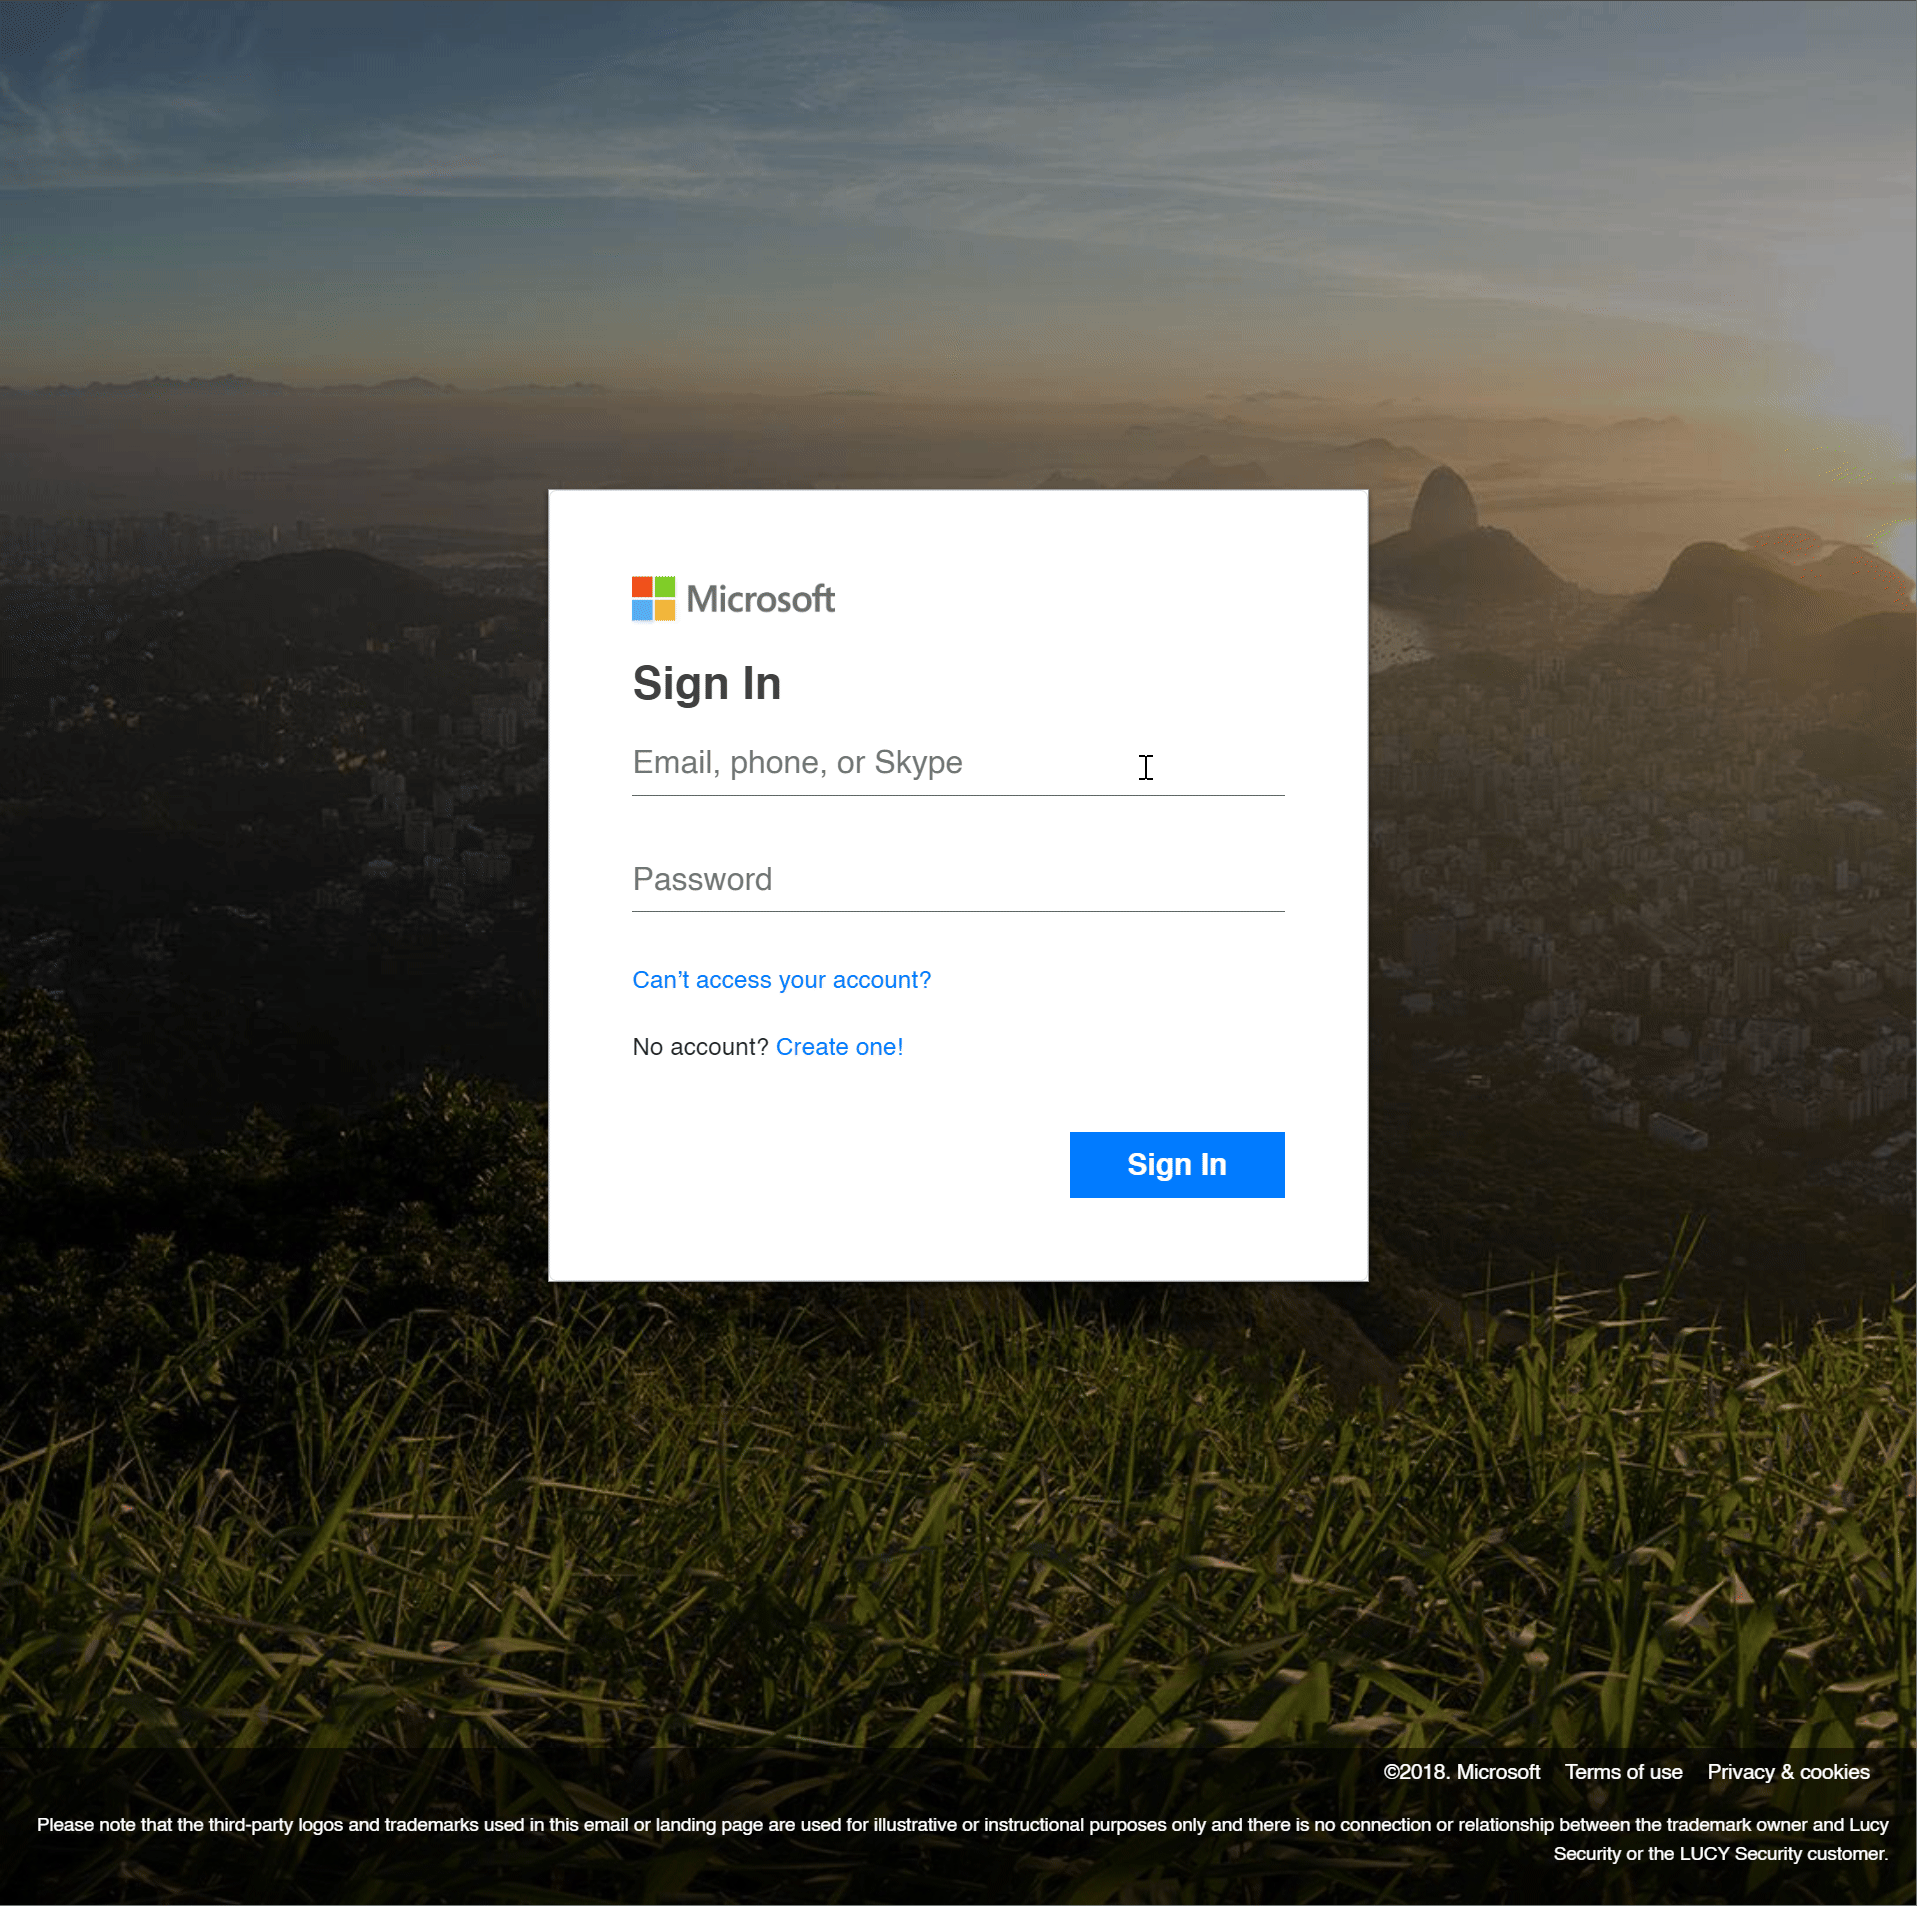 Microsoft
Sign In
Email, phone, or Skype
Password
Can’t access your account?
No account? Create one!
Sign In
©2018. Microsoft Terms of use Privacy & cookies
Please note that the third-party logos and trademarks used in this email or landing page are used for illustrative or instructional purposes only and there is no connection or relationship between the trademark owner and Lucy
Security or the LUCY Security customer.